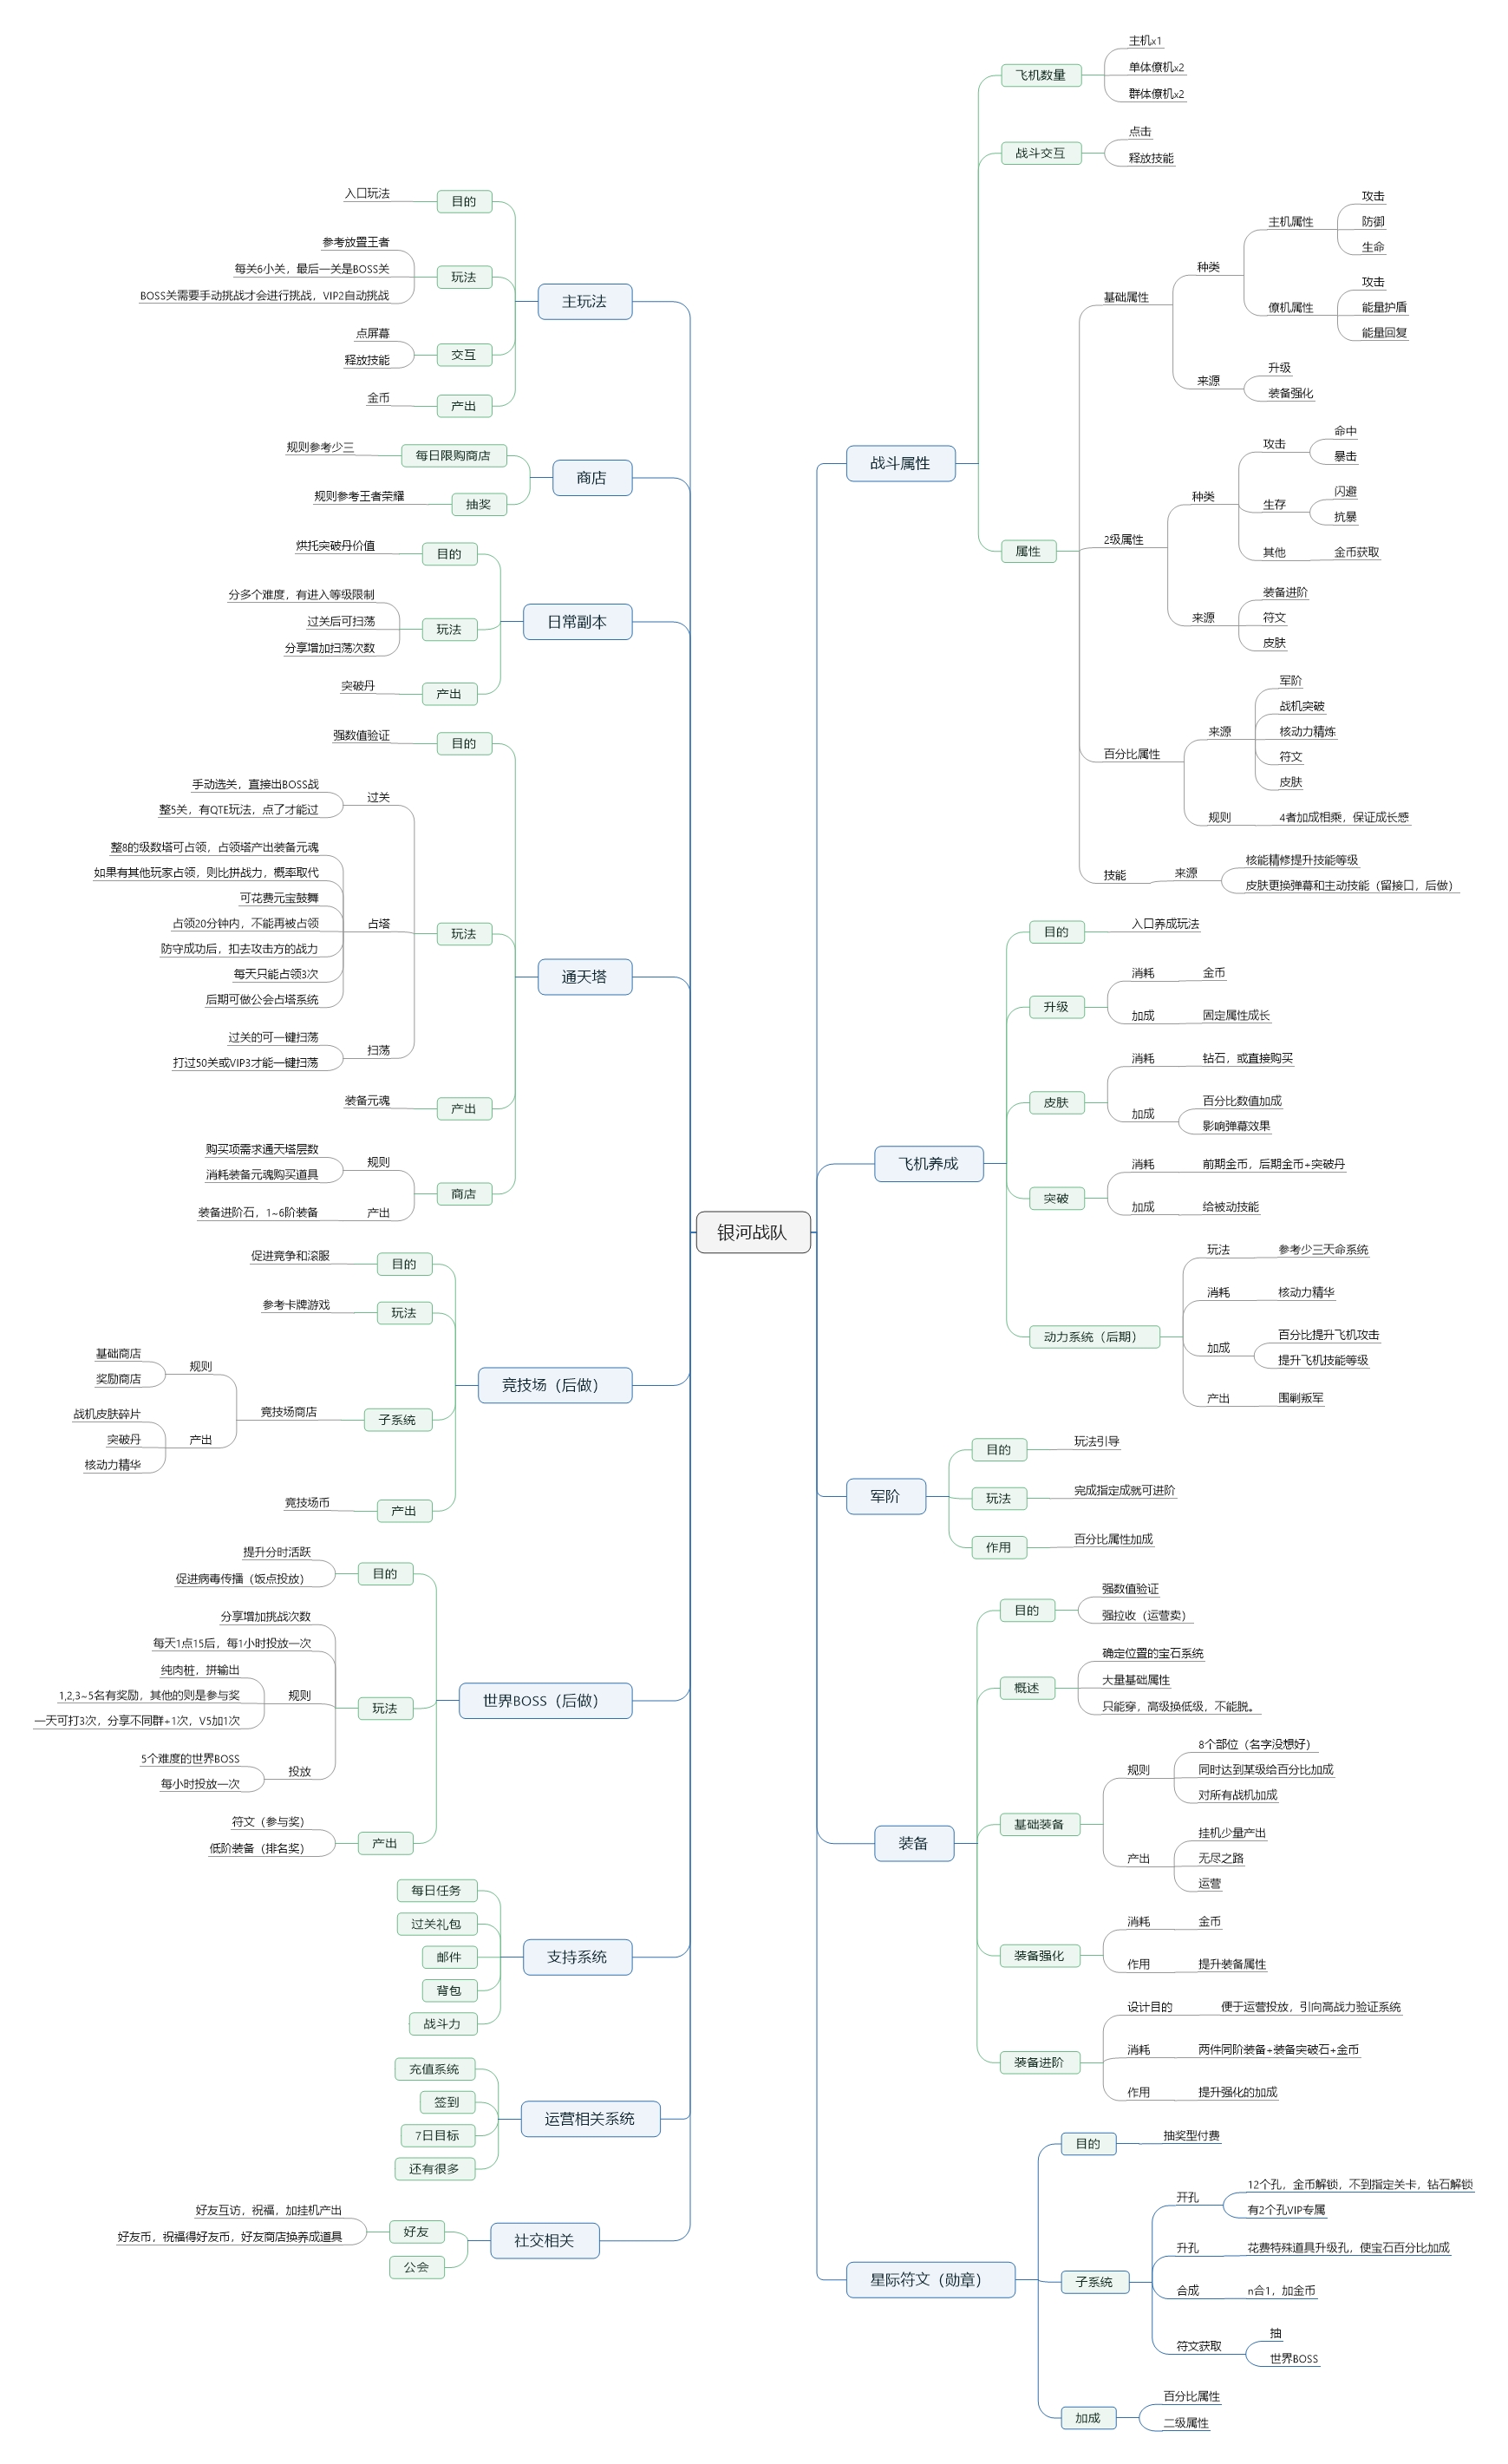 银河战队
主玩法
目的
入口玩法
玩法
参考放置王者
每关6小关，最后一关是BOSS关
BOSS关需要手动挑战才会进行挑战，VIP2自动挑战
交互
点屏幕
释放技能
产出
金币
商店
每日限购商店
规则参考少三
抽奖
规则参考王者荣耀
日常副本
目的
烘托突破丹价值
玩法
分多个难度，有进入等级限制
过关后可扫荡
分享增加扫荡次数
产出
突破丹
通天塔
目的
强数值验证
玩法
过关
手动选关，直接出BOSS战
整5关，有QTE玩法，点了才能过
占塔
整8的级数塔可占领，占领塔产出装备元魂
如果有其他玩家占领，则比拼战力，概率取代
可花费元宝鼓舞
占领20分钟内，不能再被占领
防守成功后，扣去攻击方的战力
每天只能占领3次
后期可做公会占塔系统
扫荡
过关的可一键扫荡
打过50关或VIP3才能一键扫荡
产出
装备元魂
商店
规则
购买项需求通天塔层数
消耗装备元魂购买道具
产出
装备进阶石，1~6阶装备
竞技场（后做）
目的
促进竞争和滚服
玩法
参考卡牌游戏
子系统
竞技场商店
规则
基础商店
奖励商店
产出
战机皮肤碎片
突破丹
核动力精华
产出
竞技场币
世界BOSS（后做）
目的
提升分时活跃
促进病毒传播（饭点投放）
玩法
分享增加挑战次数
每天1点15后，每1小时投放一次
规则
纯肉桩，拼输出
1,2,3~5名有奖励，其他的则是参与奖
一天可打3次，分享不同群+1次，V5加1次
投放
5个难度的世界BOSS
每小时投放一次
产出
符文（参与奖）
低阶装备（排名奖）
支持系统
每日任务
过关礼包
邮件
背包
战斗力
运营相关系统
充值系统
签到
7日目标
还有很多
社交相关
好友
好友互访，祝福，加挂机产出
好友币，祝福得好友币，好友商店换养成道具
公会
战斗属性
飞机数量
主机x1
单体僚机x2
群体僚机x2
战斗交互
点击
释放技能
属性
基础属性
种类
主机属性
攻击
防御
生命
僚机属性
攻击
能量护盾
能量回复
来源
升级
装备强化
2级属性
种类
攻击
命中
暴击
生存
闪避
抗暴
其他
金币获取
来源
装备进阶
符文
皮肤
百分比属性
来源
军阶
战机突破
核动力精炼
符文
皮肤
规则
4者加成相乘，保证成长感
技能
来源
核能精修提升技能等级
皮肤更换弹幕和主动技能（留接口，后做）
飞机养成
目的
入口养成玩法
升级
消耗
金币
加成
固定属性成长
皮肤
消耗
钻石，或直接购买
加成
百分比数值加成
影响弹幕效果
突破
消耗
前期金币，后期金币+突破丹
加成
给被动技能
动力系统（后期）
玩法
参考少三天命系统
消耗
核动力精华
加成
百分比提升飞机攻击
提升飞机技能等级
产出
围剿叛军
军阶
目的
玩法引导
玩法
完成指定成就可进阶
作用
百分比属性加成
装备
目的
强数值验证
强拉收（运营卖）
概述
确定位置的宝石系统
大量基础属性
只能穿，高级换低级，不能脱。
基础装备
规则
8个部位（名字没想好）
同时达到某级给百分比加成
对所有战机加成
产出
挂机少量产出
无尽之路
运营
装备强化
消耗
金币
作用
提升装备属性
装备进阶
设计目的
便于运营投放，引向高战力验证系统
消耗
两件同阶装备+装备突破石+金币
作用
提升强化的加成
星际符文（勋章）
目的
抽奖型付费
子系统
开孔
12个孔，金币解锁，不到指定关卡，钻石解锁
有2个孔VIP专属
升孔
花费特殊道具升级孔，使宝石百分比加成
合成
n合1，加金币
符文获取
抽
世界BOSS
加成
百分比属性
二级属性